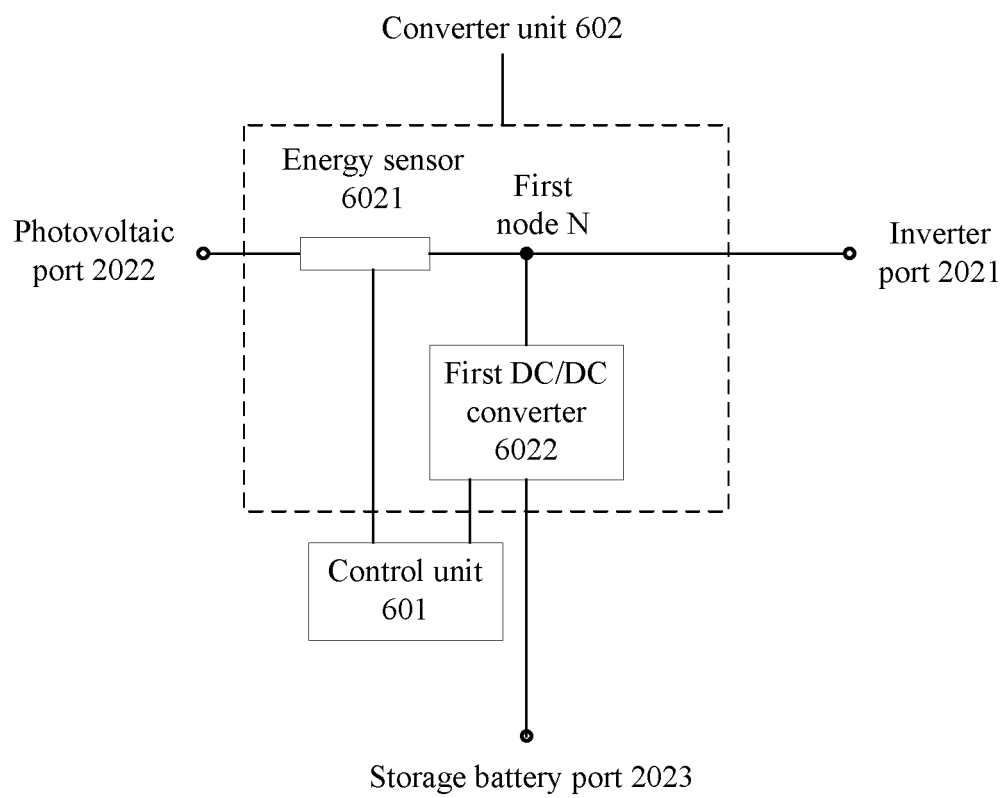 Converter unit 602
Energy sensor
6021
First
node N
Photovoltaic
port 2022
Inverter
port 2021
First DC/DC
converter
6022
Control unit
601
Storage battery port 2023